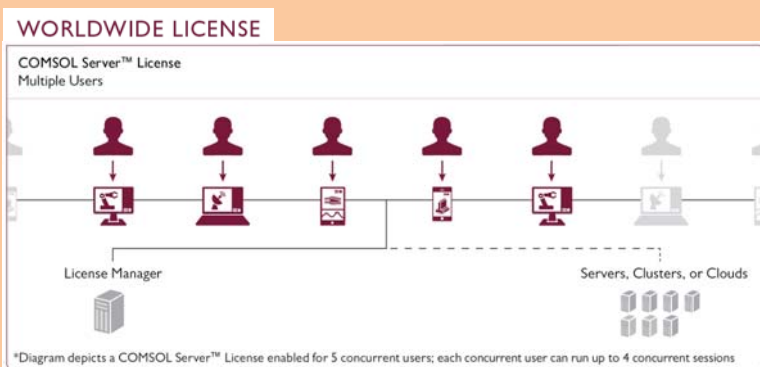 WORLDWIDE LICENSE
COMSOL Server™ License
Multiple Users
License Manager
Servers, Clusters, or Clouds
*Diagram depicts a COMSOL Server™ License enabled for 5 concurrent users; each concurrent user can run up to 4 concurrent sessions